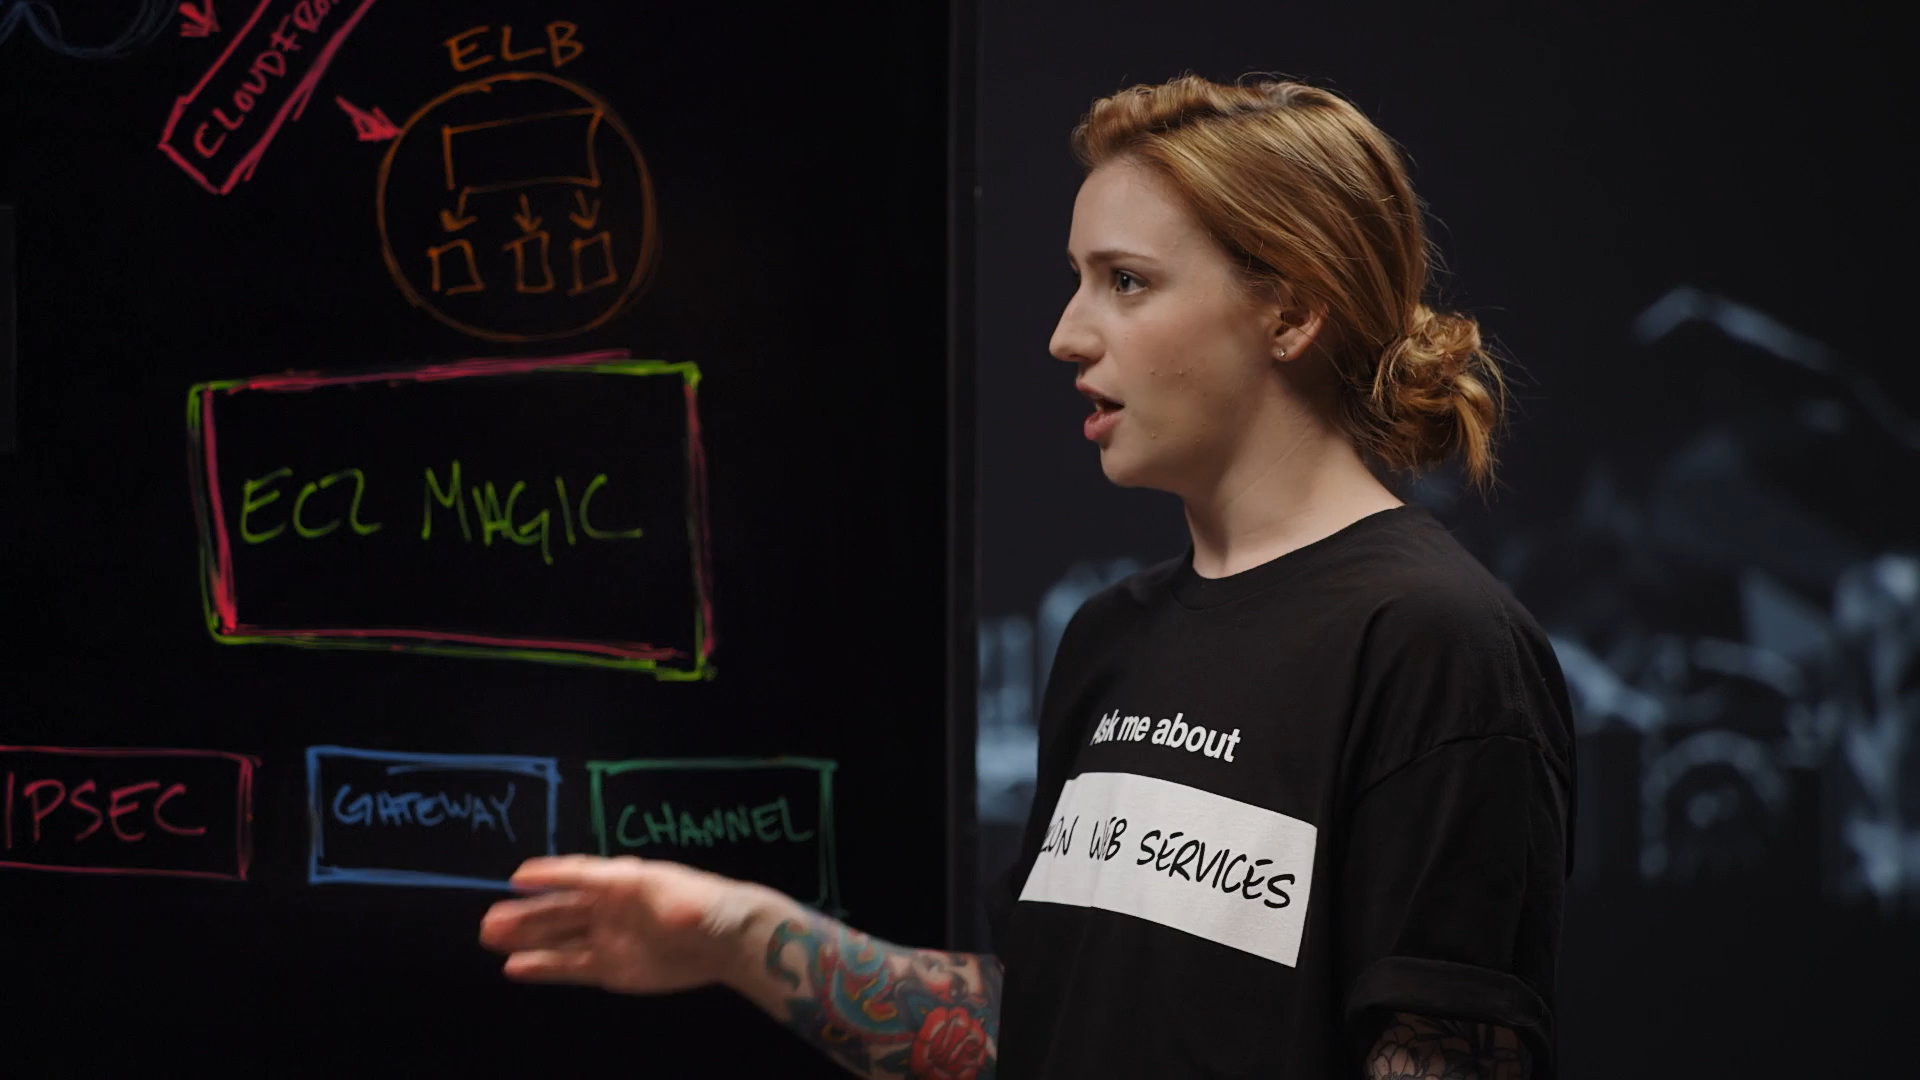 ELB
EC2 MAGIC
IPSEC
GATEWAY
CHANNEL
Ask me about
WEB SERVICES